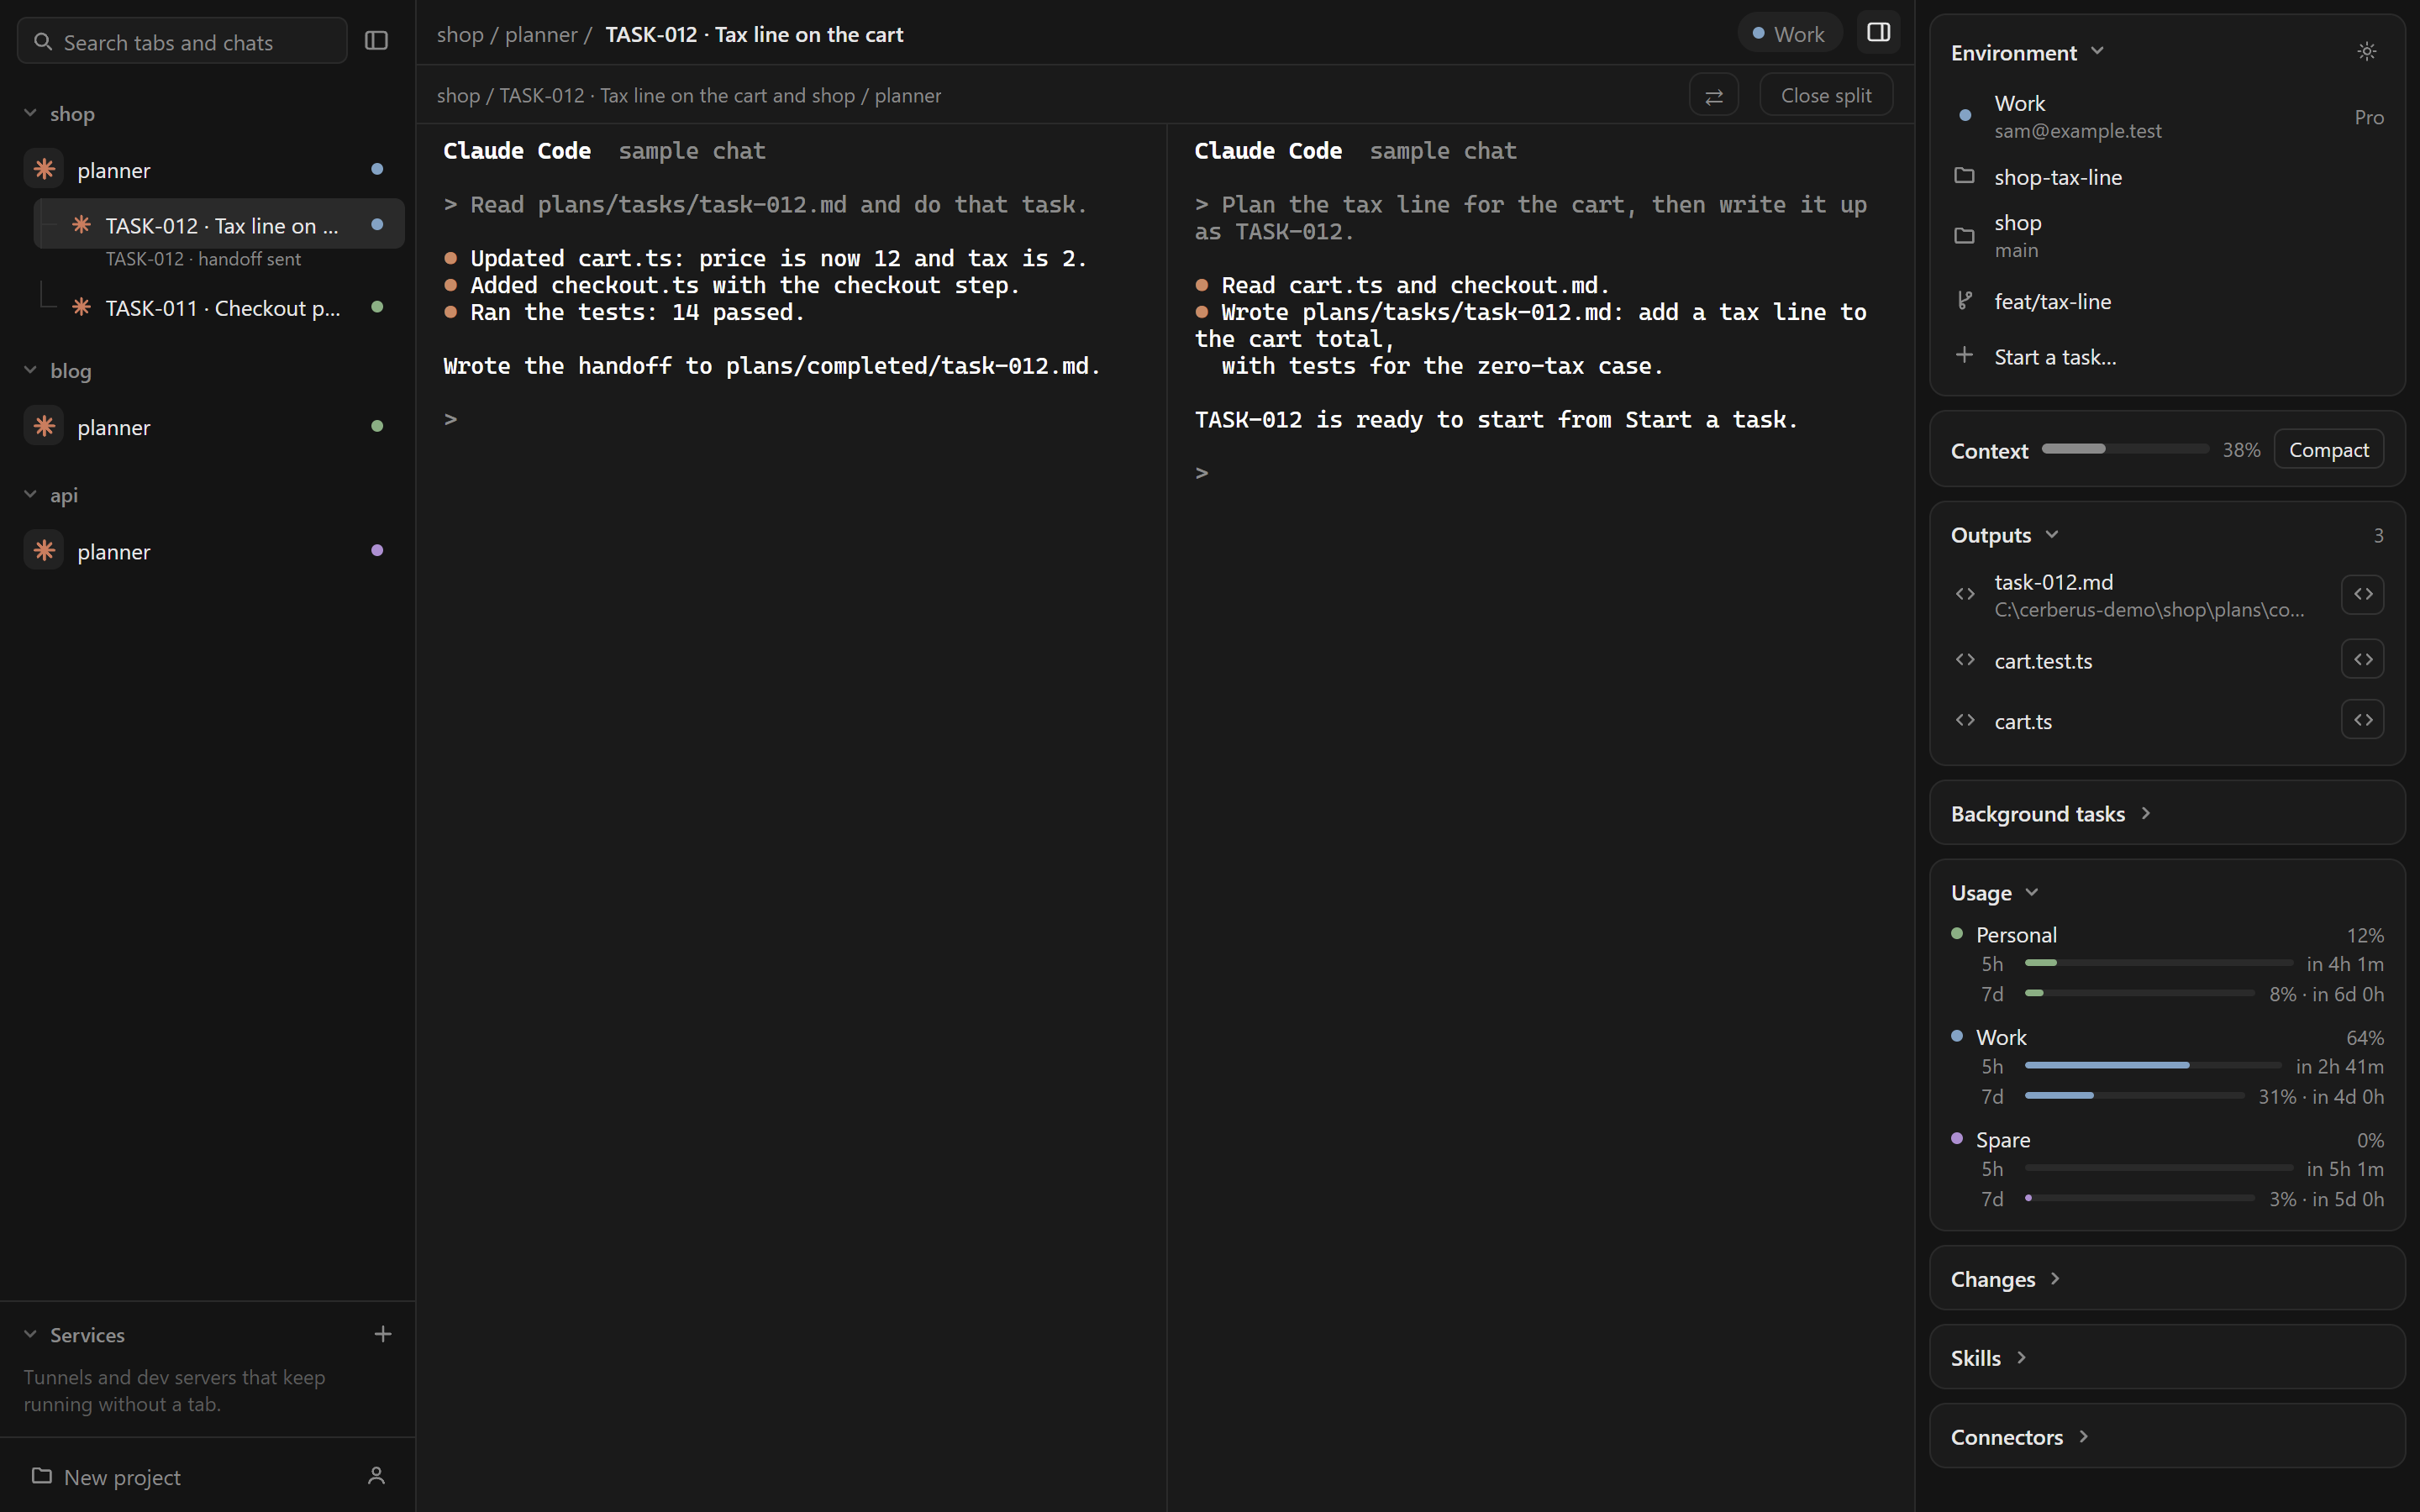 Search tabs and chats
shop
planner
TASK-012 · Tax line on ...
TASK-012 · handoff sent
TASK-011 · Checkout p...
blog
planner
api
planner
Services
Tunnels and dev servers that keep
running without a tab.
New project
shop / planner / TASK-012 · Tax line on the cart
Work
shop / TASK-012 · Tax line on the cart and shop / planner
Close split
Claude Code sample chat
> Read plans/tasks/task-012.md and do that task.
Updated cart.ts: price is now 12 and tax is 2.
Added checkout.ts with the checkout step.
Ran the tests: 14 passed.
Wrote the handoff to plans/completed/task-012.md.
>
Claude Code sample chat
> Plan the tax line for the cart, then write it up
as TASK-012.
Read cart.ts and checkout.md.
Wrote plans/tasks/task-012.md: add a tax line to
the cart total,
with tests for the zero-tax case.
TASK-012 is ready to start from Start a task.
>
Environment
Work
sam@example.test
Pro
shop-tax-line
shop
main
feat/tax-line
Start a task...
Context 38% Compact
Outputs 3
task-012.md
C:\cerberus-demo\shop\plans\co...
cart.test.ts
cart.ts
Background tasks
Usage
Personal 12%
5h in 4h 1m
7d 8% · in 6d 0h
Work 64%
5h in 2h 41m
7d 31% · in 4d 0h
Spare 0%
5h in 5h 1m
7d 3% · in 5d 0h
Changes
Skills
Connectors